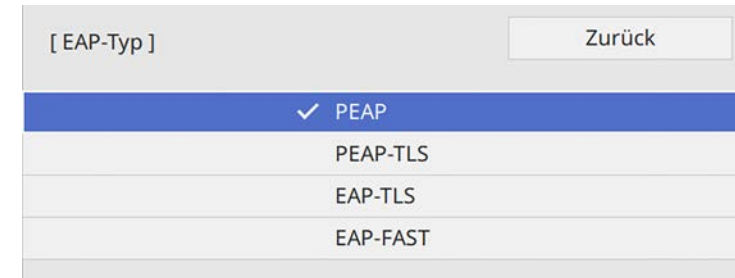 [ EAP-Typ ]
Zurück
PEAP
PEAP-TLS
EAP-TLS
EAP-FAST